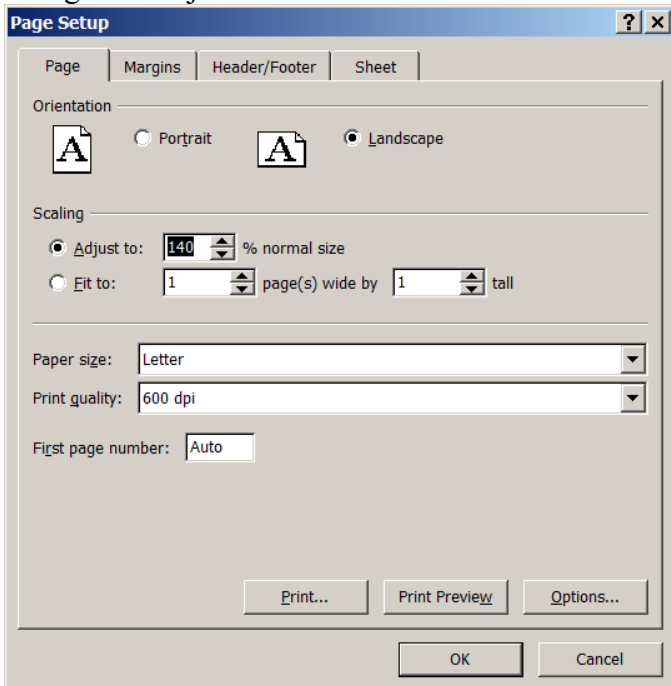 Page Setup ? ×
Page Margins Header/Footer Sheet
Orientation
A Portrait A Landscape
Scaling
Adjust to: 140 % normal size
Fit to: 1 page(s) wide by 1 tall
Paper size: Letter
Print quality: 600 dpi
First page number: Auto
Print... Print Preview Options...
OK Cancel